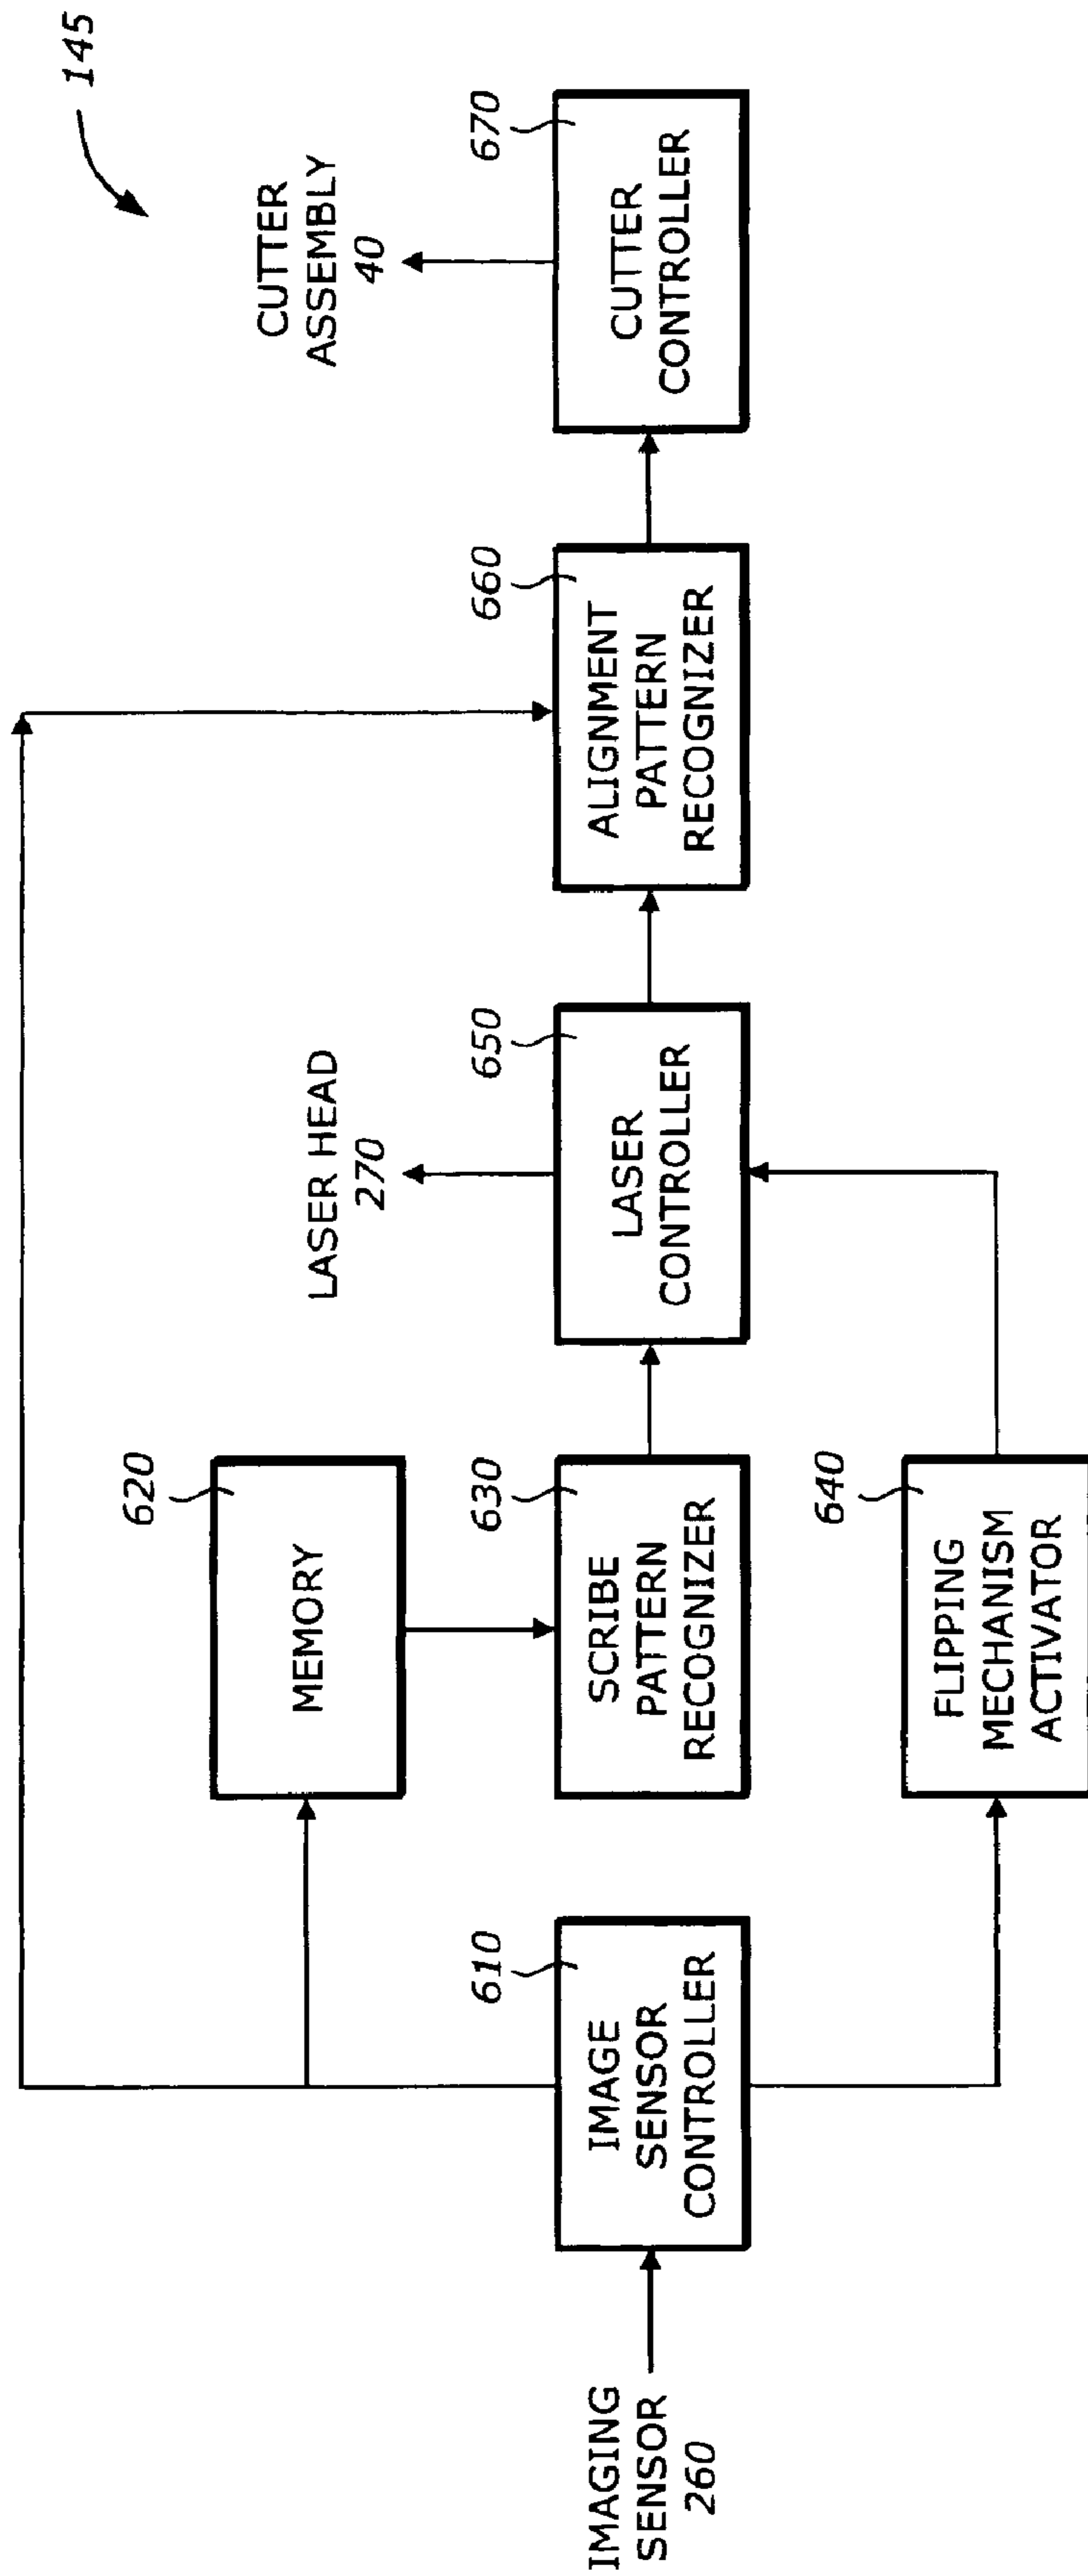 145
CUTTER
ASSEMBLY
40
LASER HEAD
270
620
MEMORY
IMAGING
SENSOR
260
610
IMAGE
SENSOR
CONTROLLER
630
SCRIBE
PATTERN
RECOGNIZER
650
LASER
CONTROLLER
660
ALIGNMENT
PATTERN
RECOGNIZER
670
CUTTER
CONTROLLER
640
FLIPPING
MECHANISM
ACTIVATOR